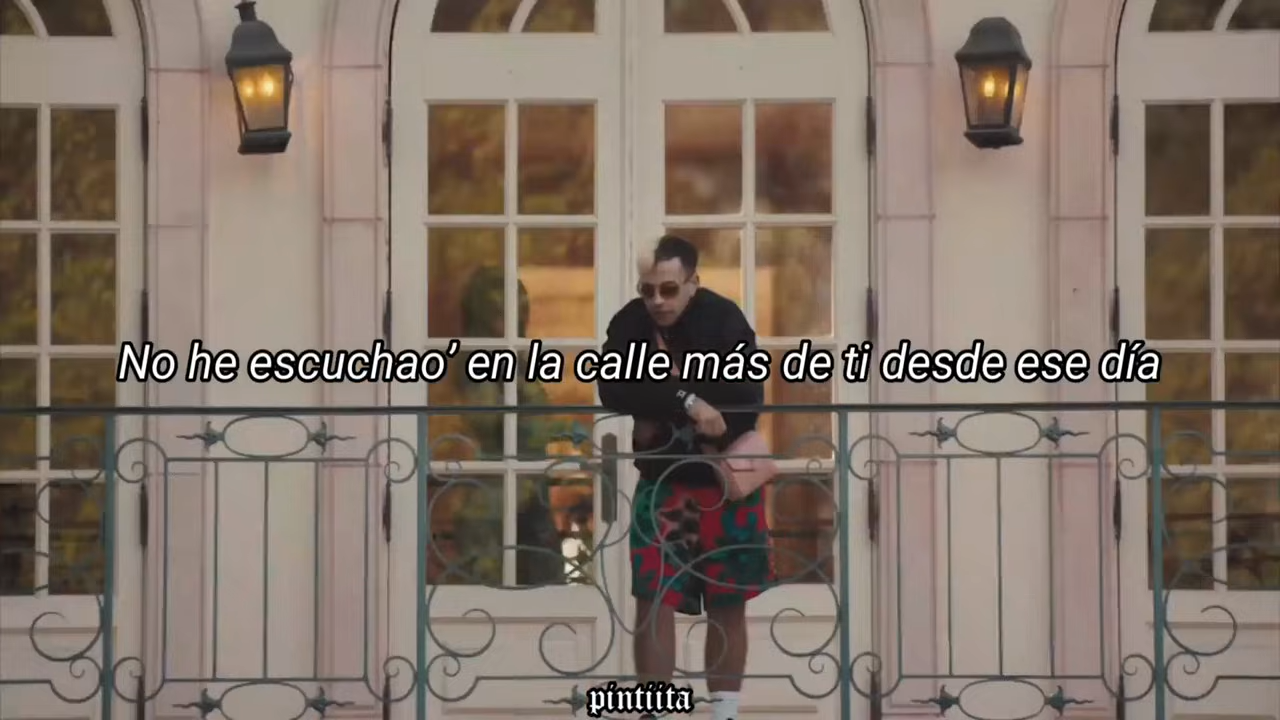 No he escuchao’ en la calle más de ti desde ese día
pintiita